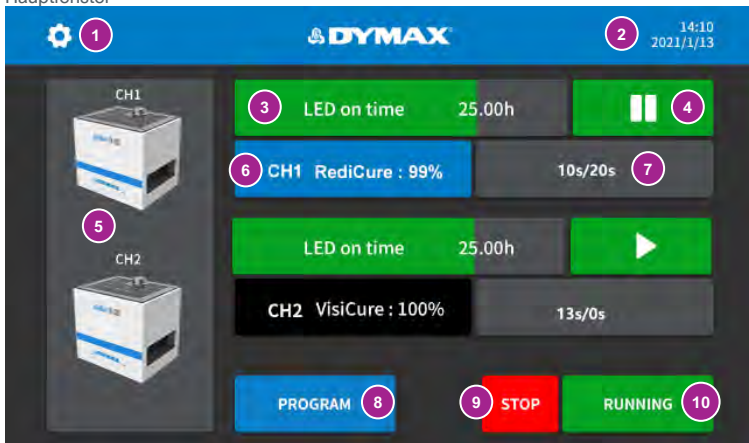 Hauptfenster
1
DYMAX
2
14:10
2021/1/13
CH1
3 LED on time 25.00h
4
6 CH1 RediCure : 99%
10s/20s 7
5
CH2
LED on time 25.00h
CH2 VisiCure : 100%
13s/0s
PROGRAM 8
9 STOP
RUNNING 10